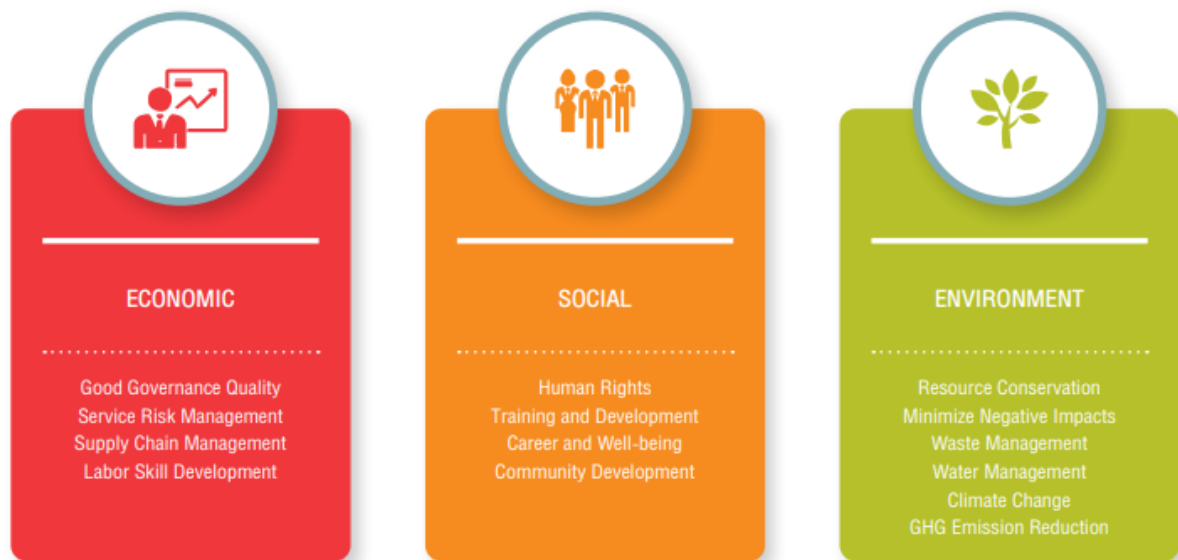 ECONOMIC
Good Governance Quality
Service Risk Management
Supply Chain Management
Labor Skill Development
SOCIAL
Human Rights
Training and Development
Career and Well-being
Community Development
ENVIRONMENT
Resource Conservation
Minimize Negative Impacts
Waste Management
Water Management
Climate Change
GHG Emission Reduction